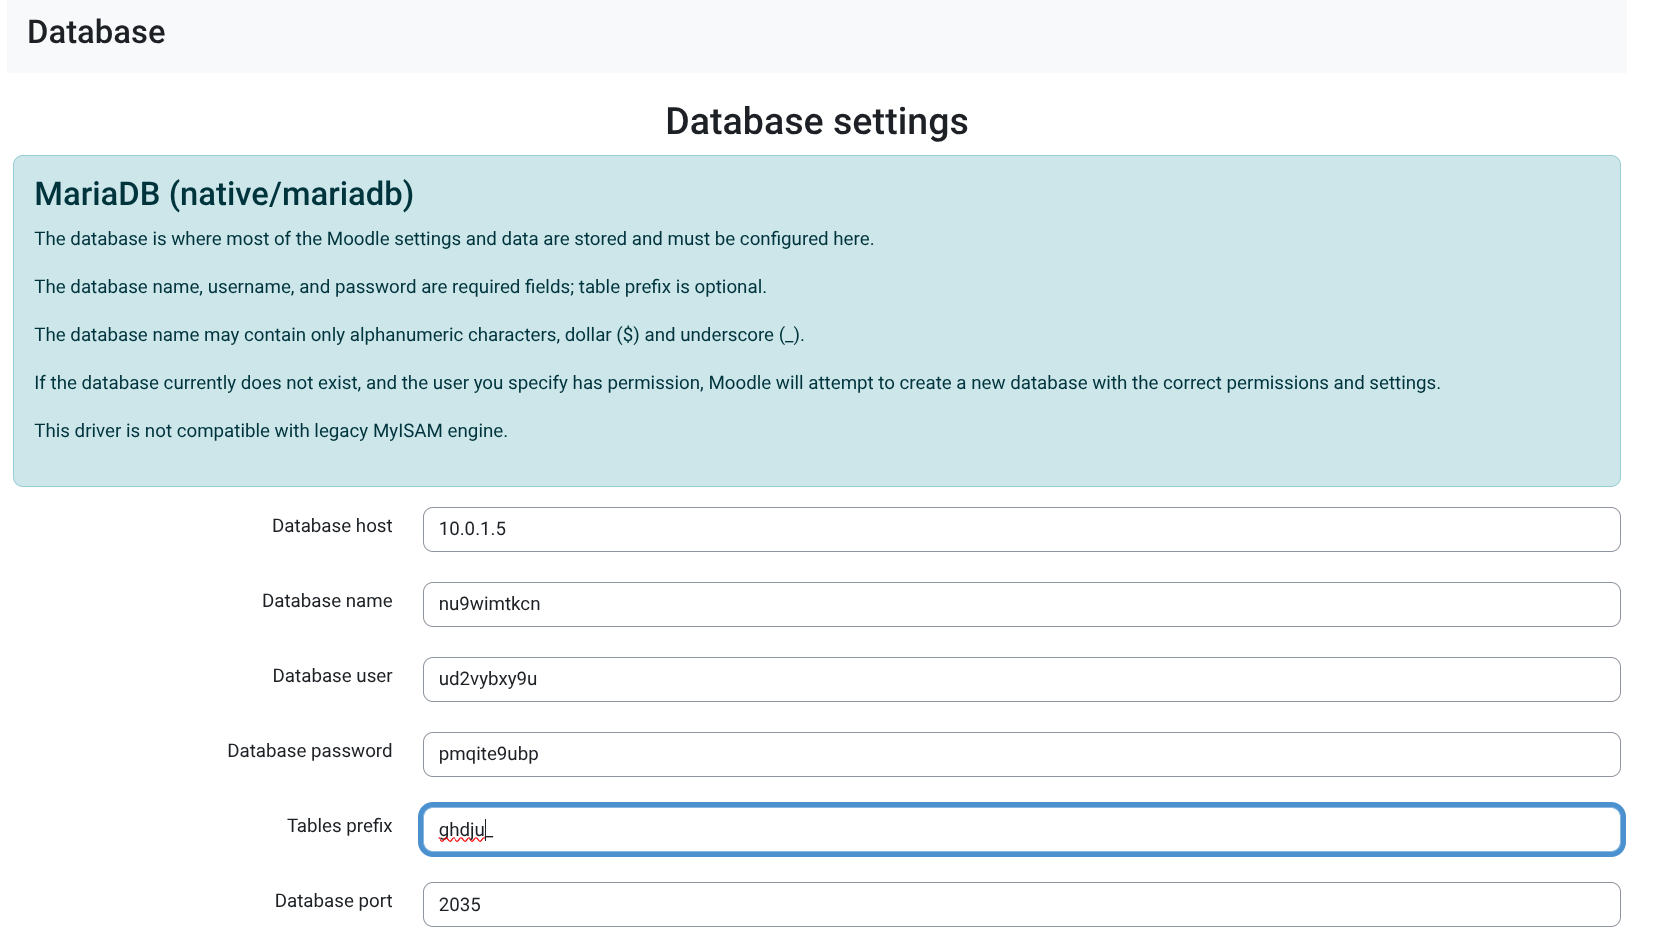 Database
Database settings
MariaDB (native/mariadb)
The database is where most of the Moodle settings and data are stored and must be configured here.
The database name, username, and password are required fields; table prefix is optional.
The database name may contain only alphanumeric characters, dollar ($) and underscore (_).
If the database currently does not exist, and the user you specify has permission, Moodle will attempt to create a new database with the correct permissions and settings.
This driver is not compatible with legacy MyISAM engine.
Database host 10.0.1.5
Database name nu9wimtkcn
Database user ud2vybxy9u
Database password pmqite9ubp
Tables prefix ghdju_
Database port 2035